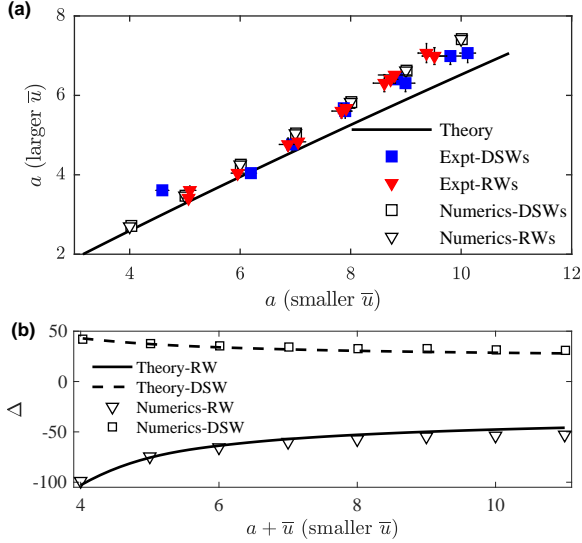 (a)
8
6
4
2
a (larger u̅)
Theory
Expt-DSWs
Expt-RWs
Numerics-DSWs
Numerics-RWs
4 6 8 10 12
a (smaller u̅)
(b)
50
0
-50
-100
Δ
Theory-RW
Theory-DSW
Numerics-RW
Numerics-DSW
4 6 8 10
a + u̅ (smaller u̅)